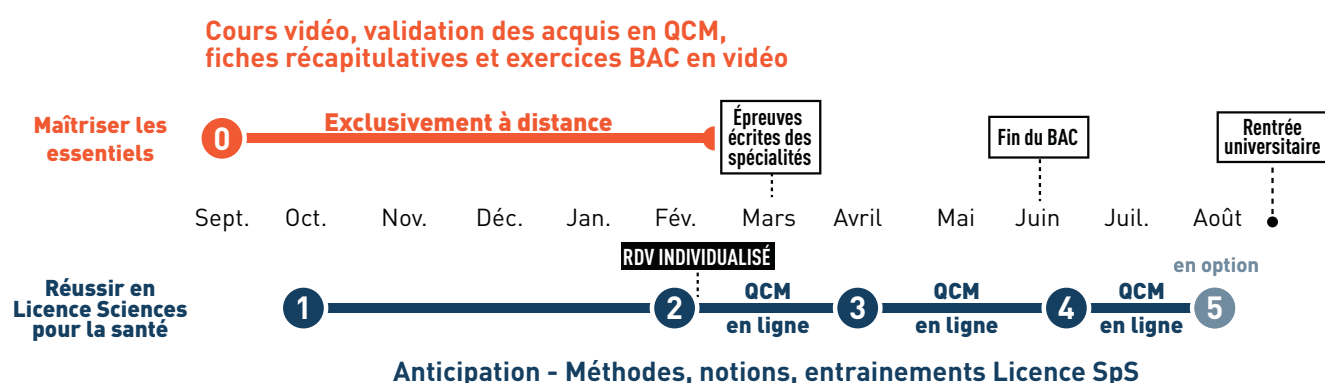 Cours vidéo, validation des acquis en QCM,
fiches récapitulatives et exercices BAC en vidéo
Maîtriser les
essentiels
0
Exclusivement à distance
Épreuves
écrites des
spécialités
Fin du BAC
Rentrée
universitaire
Sept. Oct. Nov. Déc. Jan. Fév. Mars Avril Mai Juin Juil. Août
RDV INDIVIDUALISÉ
en option
Réussir en
Licence Sciences
pour la santé
1 2 QCM 3 QCM 4 QCM 5
en ligne en ligne en ligne
Anticipation - Méthodes, notions, entrainements Licence SpS